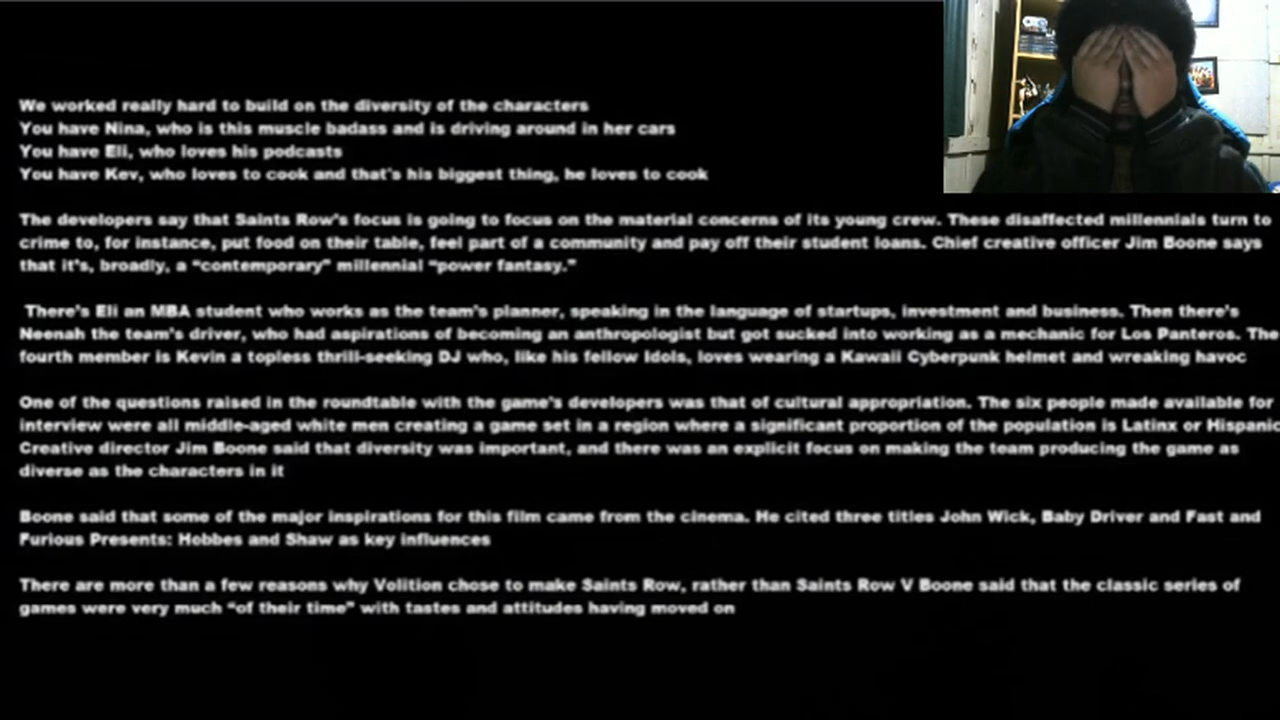 We worked really hard to build on the diversity of the characters
You have Nina, who is this muscle badass and is driving around in her cars
You have Eli, who loves his podcasts
You have Kev, who loves to cook and that's his biggest thing, he loves to cook
The developers say that Saints Row's focus is going to focus on the material concerns of its young crew. These disaffected millennials turn to
crime to, for instance, put food on their table, feel part of a community and pay off their student loans. Chief creative officer Jim Boone says
that it's, broadly, a “contemporary” millennial “power fantasy.”
There's Eli an MBA student who works as the team's planner, speaking in the language of startups, investment and business. Then there's
Neenah the team's driver, who had aspirations of becoming an anthropologist but got sucked into working as a mechanic for Los Panteros. The
fourth member is Kevin a topless thrill-seeking DJ who, like his fellow Idols, loves wearing a Kawaii Cyberpunk helmet and wreaking havoc
One of the questions raised in the roundtable with the game's developers was that of cultural appropriation. The six people made available for
interview were all middle-aged white men creating a game set in a region where a significant proportion of the population is Latinx or Hispanic
Creative director Jim Boone said that diversity was important, and there was an explicit focus on making the team producing the game as
diverse as the characters in it
Boone said that some of the major inspirations for this film came from the cinema. He cited three titles John Wick, Baby Driver and Fast and
Furious Presents: Hobbes and Shaw as key influences
There are more than a few reasons why Volition chose to make Saints Row, rather than Saints Row V Boone said that the classic series of
games were very much “of their time” with tastes and attitudes having moved on